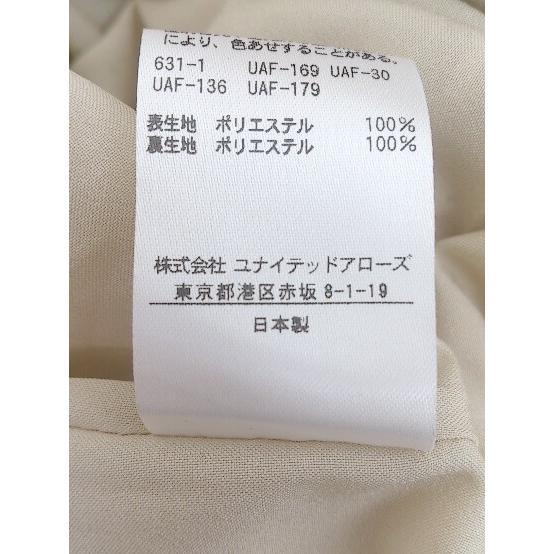 により、色あせすることがある。
631-1 UAF-169 UAF-30
UAF-136 UAF-179
表生地 ポリエステル 100%
裏生地 ポリエステル 100%
株式会社 ユナイテッドアローズ
東京都港区赤坂 8-1-19
日本製